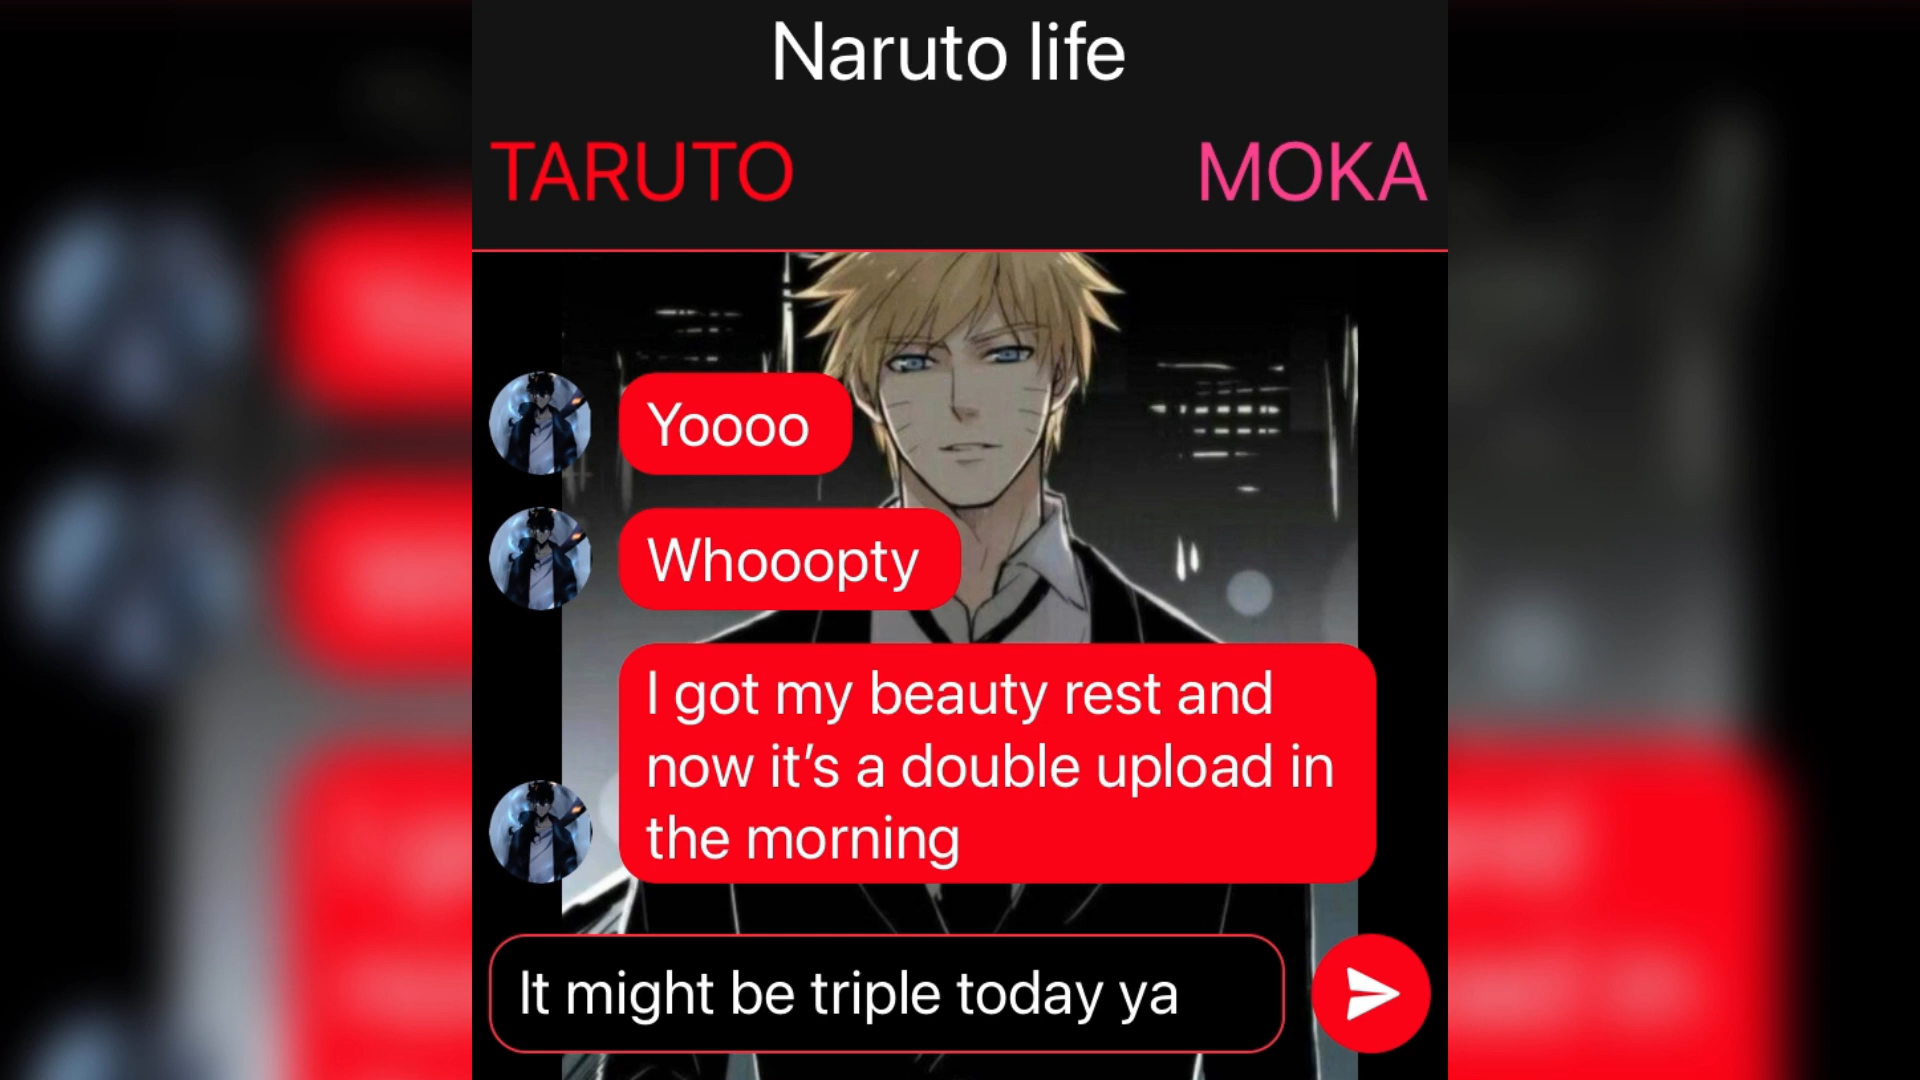 Naruto life
TARUTO MOKA
Yoooo
Whooopty
I got my beauty rest and
now it’s a double upload in
the morning
It might be triple today ya